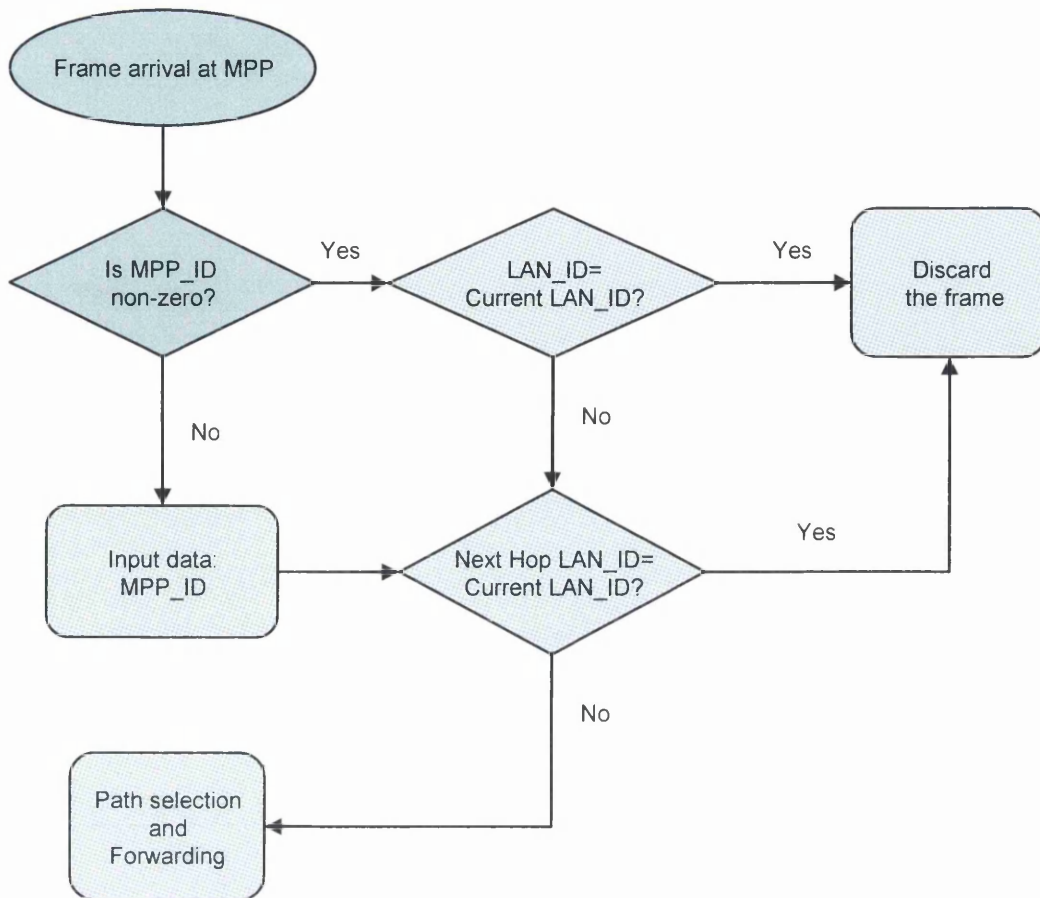 Frame arrival at MPP
Is MPP_ID
non-zero?
Yes
LAN_ID=
Current LAN_ID?
Yes
Discard
the frame
No
No
Input data:
MPP_ID
Next Hop LAN_ID=
Current LAN_ID?
Yes
No
Path selection
and
Forwarding